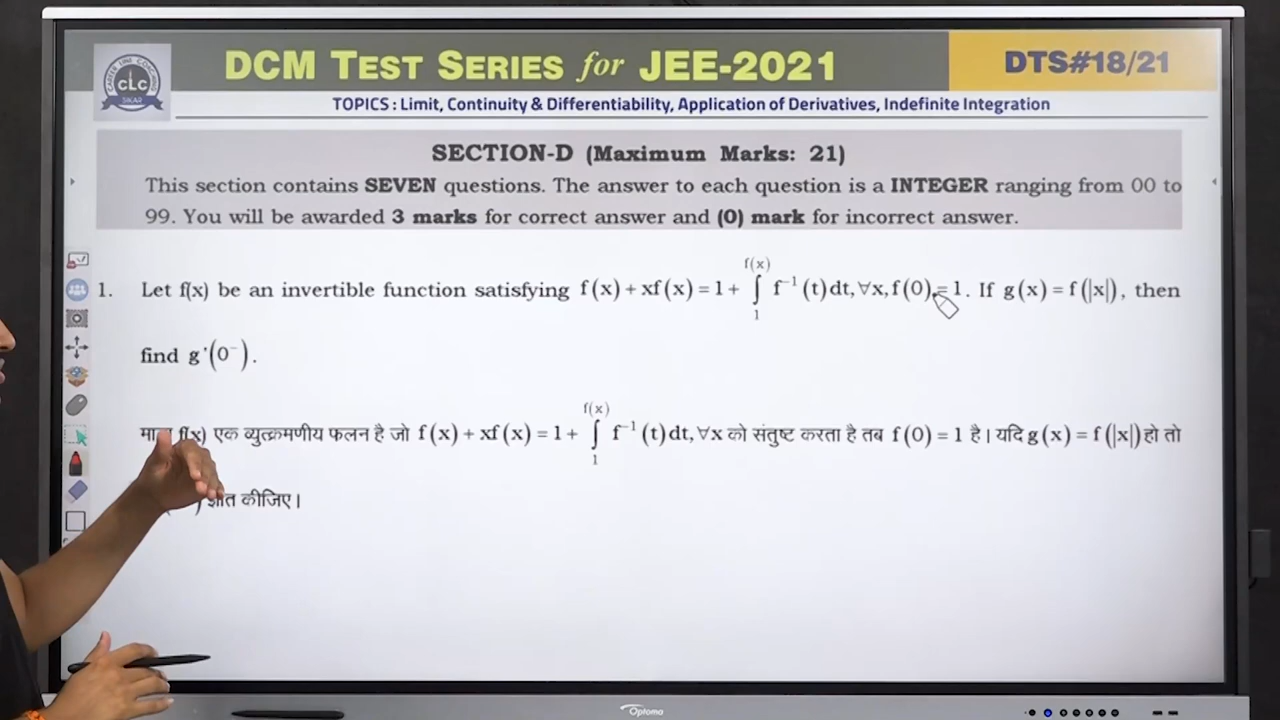 DCM TEST SERIES for JEE-2021
DTS#18/21
CLC
SIKAR
TOPICS : Limit, Continuity & Differentiability, Application of Derivatives, Indefinite Integration
SECTION-D (Maximum Marks: 21)
This section contains SEVEN questions. The answer to each question is a INTEGER ranging from 00 to
99. You will be awarded 3 marks for correct answer and (0) mark for incorrect answer.
1. Let f(x) be an invertible function satisfying f(x) + xf(x) = 1 + ∫₁^{f(x)} f⁻¹(t)dt, ∀x, f(0) = 1. If g(x) = f(|x|), then
find g'(0⁻).
f(x) एक व्युत्क्रमणीय फलन है जो f(x) + xf(x) = 1 + ∫₁^{f(x)} f⁻¹(t)dt, ∀x को संतुष्ट करता है तब f(0) = 1 है। यदि g(x) = f(|x|) हो तो
ज्ञात कीजिए।
Optoma